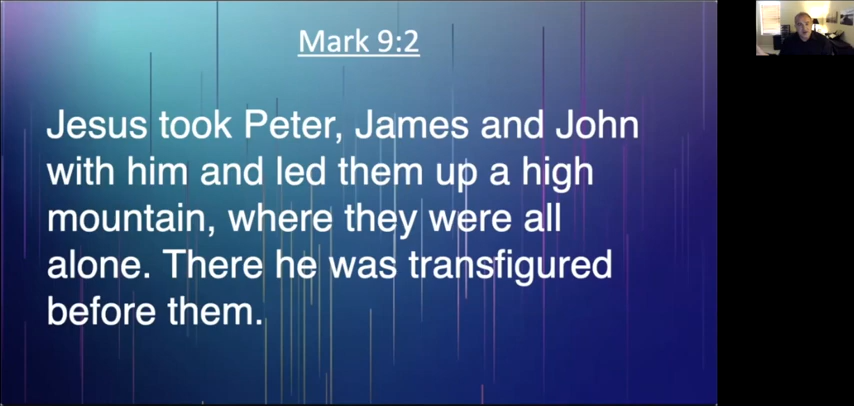 Mark 9:2
Jesus took Peter, James and John
with him and led them up a high
mountain, where they were all
alone. There he was transfigured
before them.